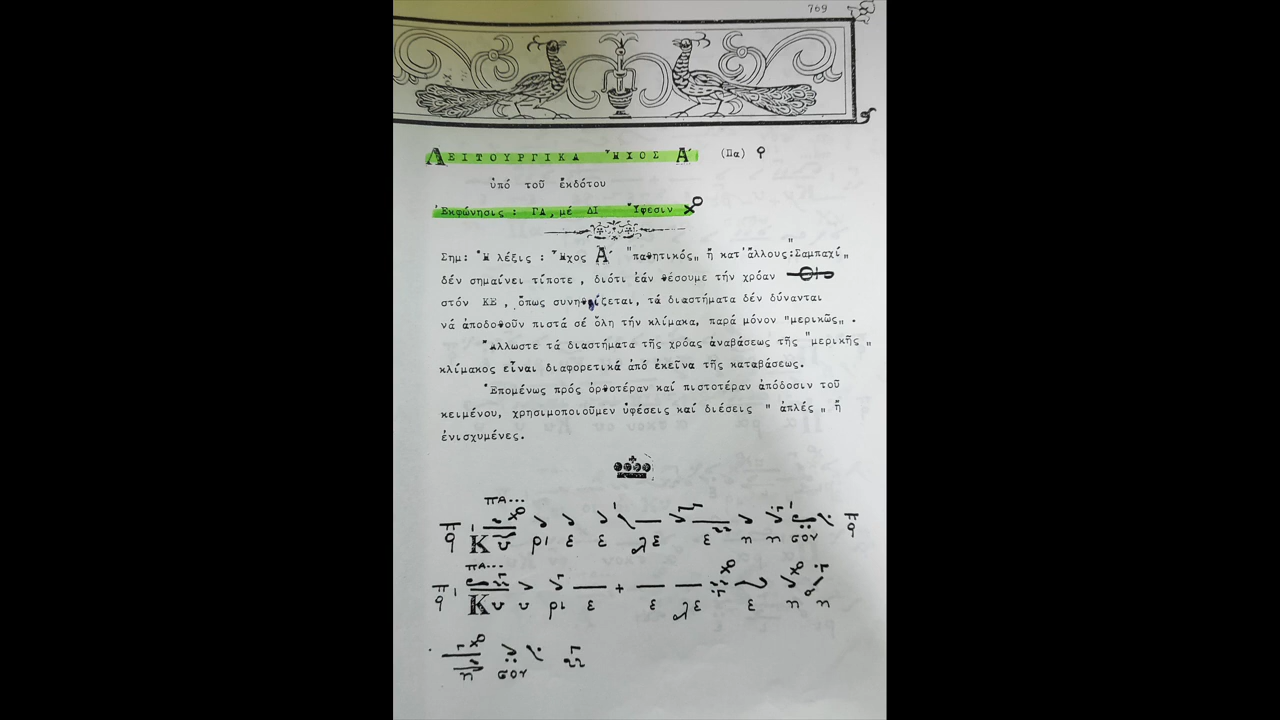 769
ΛΕΙΤΟΥΡΓΙΚΑ ἮΧΟΣ Α΄ (Πα)
ὑπό τοῦ ἐκδότου
Ἐκφώνησις : ΓΑ, μέ ΔΙ Ὕφεσιν
Σημ: Ἡ λέξις : Ἦχος Α΄ "παθητικός„ ἤ κατ'ἄλλους:"Σαμπαχί„
δέν σημαίνει τίποτε , διότι ἐάν θέσουμε τήν χρόαν
στόν ΚΕ , ὅπως συνηθίζεται, τά διαστήματα δέν δύνανται
νά ἀποδοθοῦν πιστά σέ ὅλη τήν κλίμακα, παρά μόνον "μερικῶς„ .
Ἄλλωστε τά διαστήματα τῆς χρόας ἀναβάσεως τῆς "μερικῆς„
κλίμακος εἶναι διαφορετικά ἀπό ἐκεῖνα τῆς καταβάσεως.
Ἑπομένως πρός ὀρθοτέραν καί πιστοτέραν ἀπόδοσιν τοῦ
κειμένου, χρησιμοποιοῦμεν ὑφέσεις καί διέσεις " ἁπλές „ ἤ
ἐνισχυμένες.
πΑ...
Κυ ρι ε ε λε ε η η σον
πΑ...
Κυ υ ρι ε + ε λε ε η η
η σον